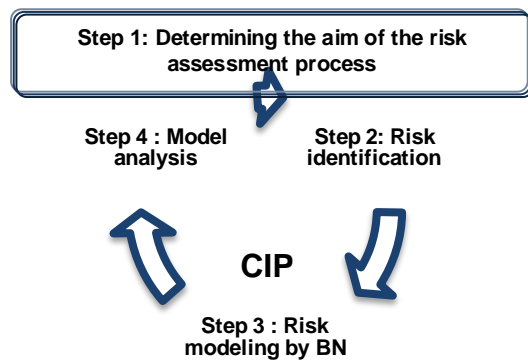 Step 1: Determining the aim of the risk
assessment process
Step 4 : Model
analysis
Step 2: Risk
identification
CIP
Step 3 : Risk
modeling by BN